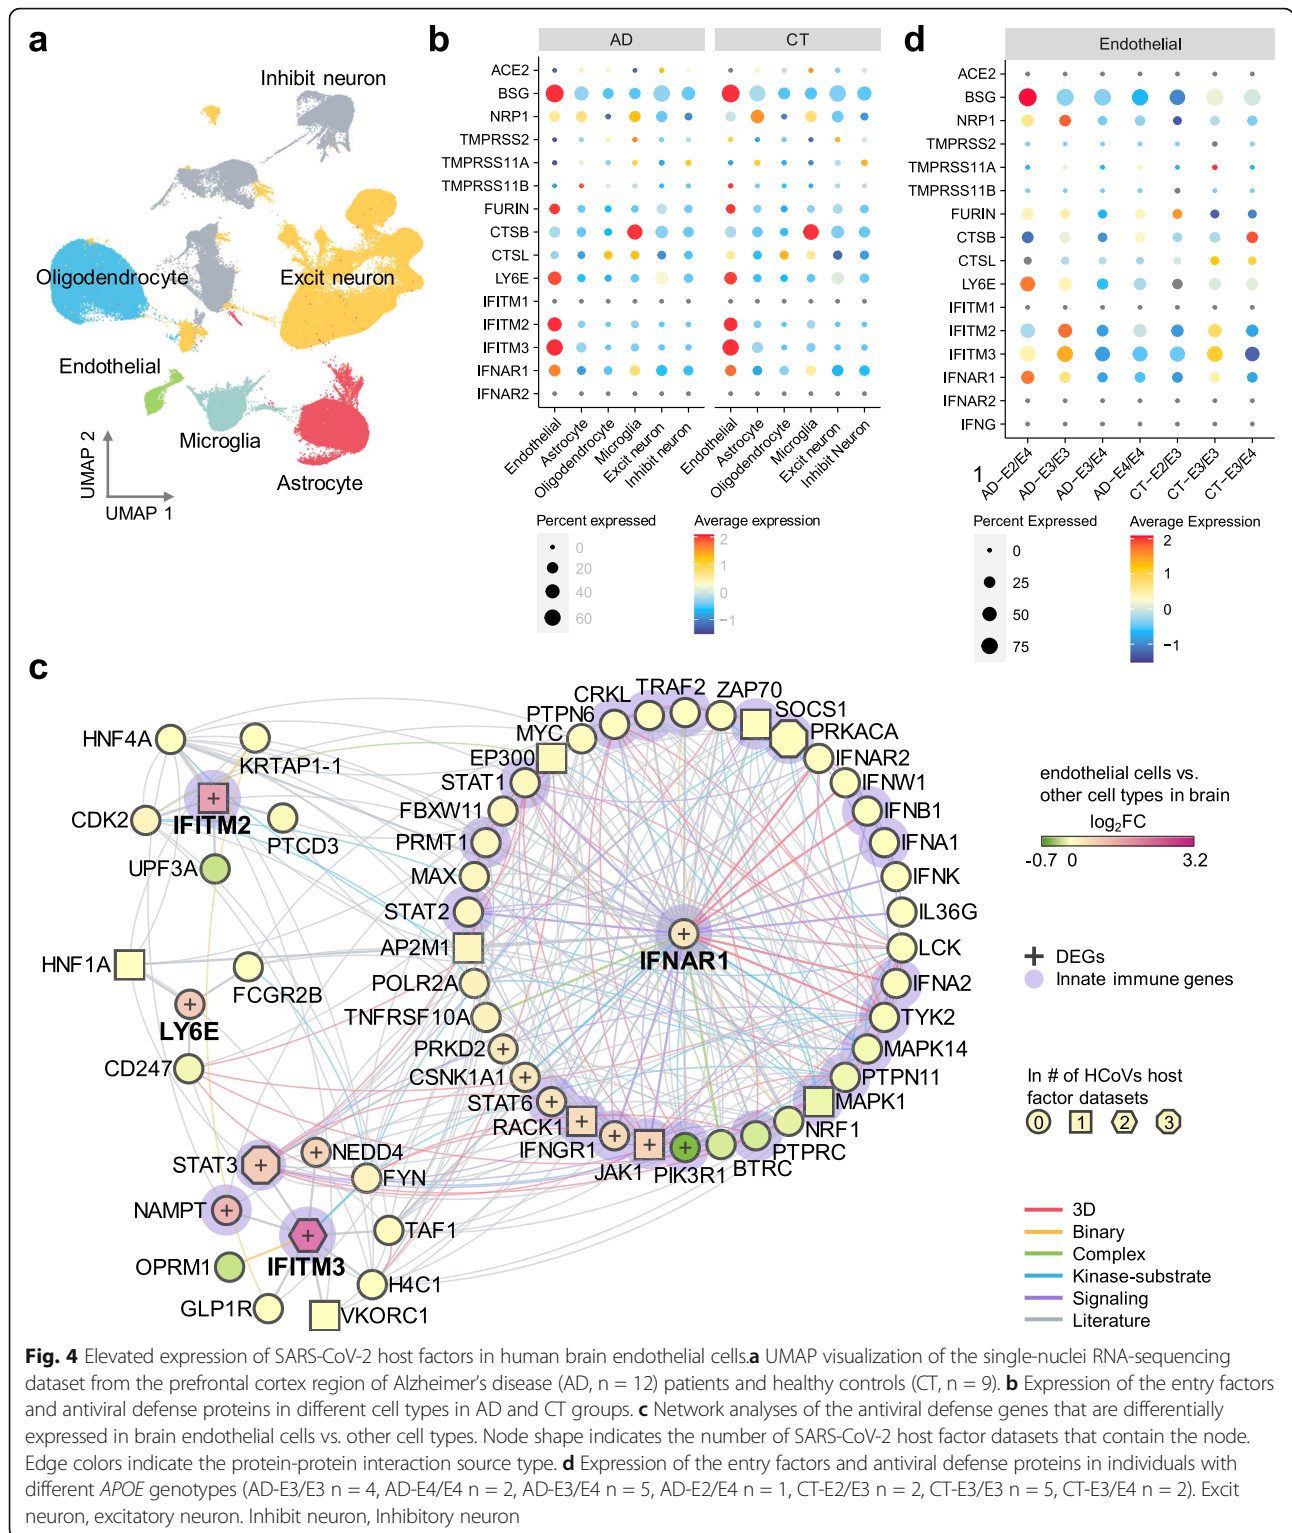 a
Inhibit neuron
Oligodendrocyte
Excit neuron
Endothelial
Microglia
Astrocyte
UMAP 2
UMAP 1
b
AD
CT
ACE2
BSG
NRP1
TMPRSS2
TMPRSS11A
TMPRSS11B
FURIN
CTSB
CTSL
LY6E
IFITM1
IFITM2
IFITM3
IFNAR1
IFNAR2
Endothelial
Astrocyte
Oligodendrocyte
Microglia
Excit neuron
Inhibit neuron
Endothelial
Astrocyte
Oligodendrocyte
Microglia
Excit neuron
Inhibit Neuron
Percent expressed
0
20
40
60
Average expression
2
1
0
−1
d
Endothelial
ACE2
BSG
NRP1
TMPRSS2
TMPRSS11A
TMPRSS11B
FURIN
CTSB
CTSL
LY6E
IFITM1
IFITM2
IFITM3
IFNAR1
IFNAR2
IFNG
1
AD−E2/E4
AD−E3/E3
AD−E3/E4
AD−E4/E4
CT−E2/E3
CT−E3/E3
CT−E3/E4
Percent Expressed
0
25
50
75
Average Expression
2
1
0
−1
c
HNF4A
KRTAP1-1
CDK2
IFITM2
PTCD3
UPF3A
HNF1A
FCGR2B
LY6E
CD247
STAT3
NEDD4
FYN
NAMPT
TAF1
OPRM1
IFITM3
H4C1
GLP1R
VKORC1
CRKL
TRAF2
ZAP70
PTPN6
SOCS1
MYC
PRKACA
EP300
IFNAR2
STAT1
IFNW1
FBXW11
IFNB1
PRMT1
IFNA1
MAX
IFNK
STAT2
IL36G
AP2M1
IFNAR1
LCK
POLR2A
IFNA2
TNFRSF10A
TYK2
PRKD2
MAPK14
CSNK1A1
PTPN11
STAT6
MAPK1
RACK1
NRF1
IFNGR1
PTPRC
JAK1
PIK3R1
BTRC
endothelial cells vs.
other cell types in brain
log2FC
-0.7 0 3.2
DEGs
Innate immune genes
In # of HCoVs host
factor datasets
0 1 2 3
3D
Binary
Complex
Kinase-substrate
Signaling
Literature
Fig. 4 Elevated expression of SARS-CoV-2 host factors in human brain endothelial cells.a UMAP visualization of the single-nuclei RNA-sequencing
dataset from the prefrontal cortex region of Alzheimer's disease (AD, n = 12) patients and healthy controls (CT, n = 9). b Expression of the entry factors
and antiviral defense proteins in different cell types in AD and CT groups. c Network analyses of the antiviral defense genes that are differentially
expressed in brain endothelial cells vs. other cell types. Node shape indicates the number of SARS-CoV-2 host factor datasets that contain the node.
Edge colors indicate the protein-protein interaction source type. d Expression of the entry factors and antiviral defense proteins in individuals with
different APOE genotypes (AD-E3/E3 n = 4, AD-E4/E4 n = 2, AD-E3/E4 n = 5, AD-E2/E4 n = 1, CT-E2/E3 n = 2, CT-E3/E3 n = 5, CT-E3/E4 n = 2). Excit
neuron, excitatory neuron. Inhibit neuron, Inhibitory neuron